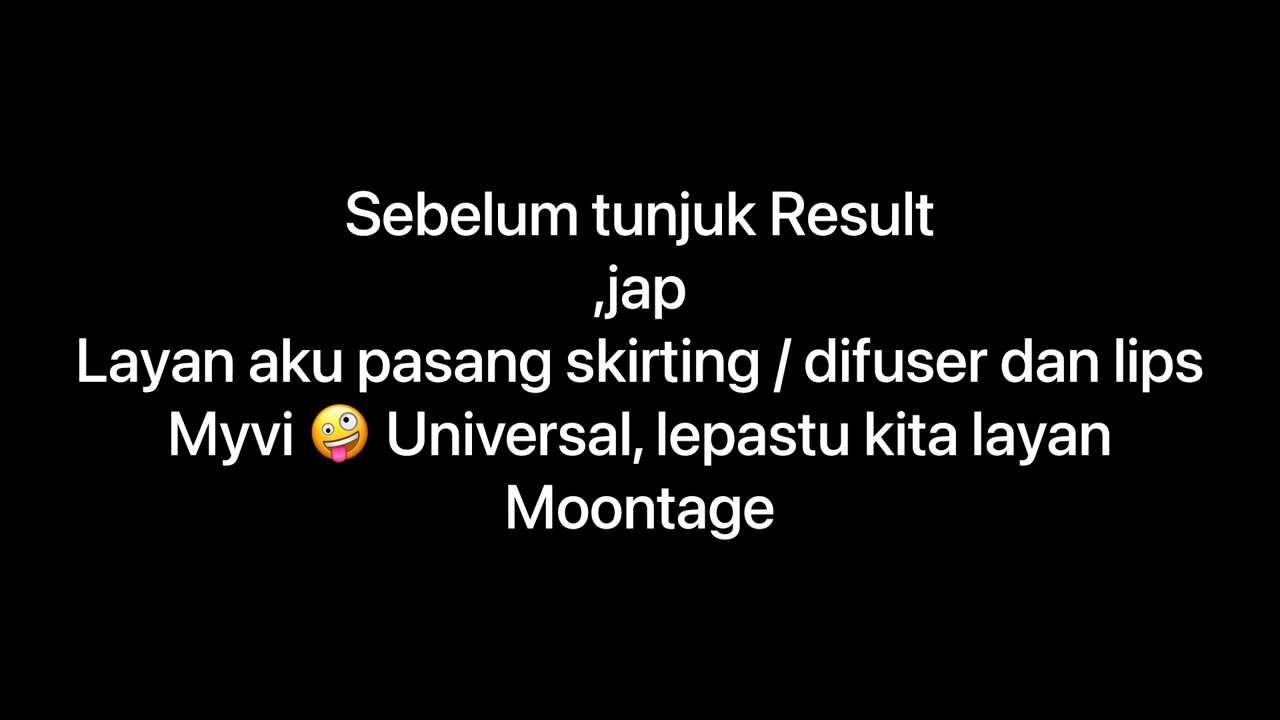 Sebelum tunjuk Result
,jap
Layan aku pasang skirting / difuser dan lips
Myvi 🤪 Universal, lepastu kita layan
Moontage